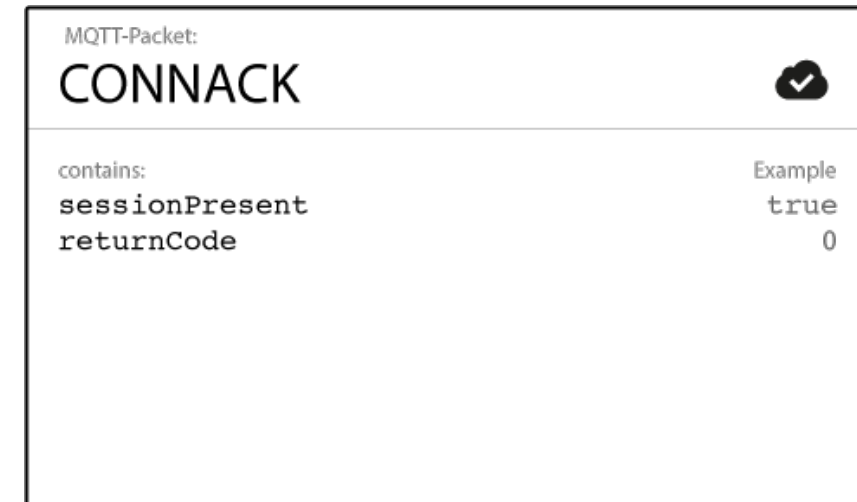 MQTT-Packet:
CONNACK
contains: Example
sessionPresent true
returnCode 0